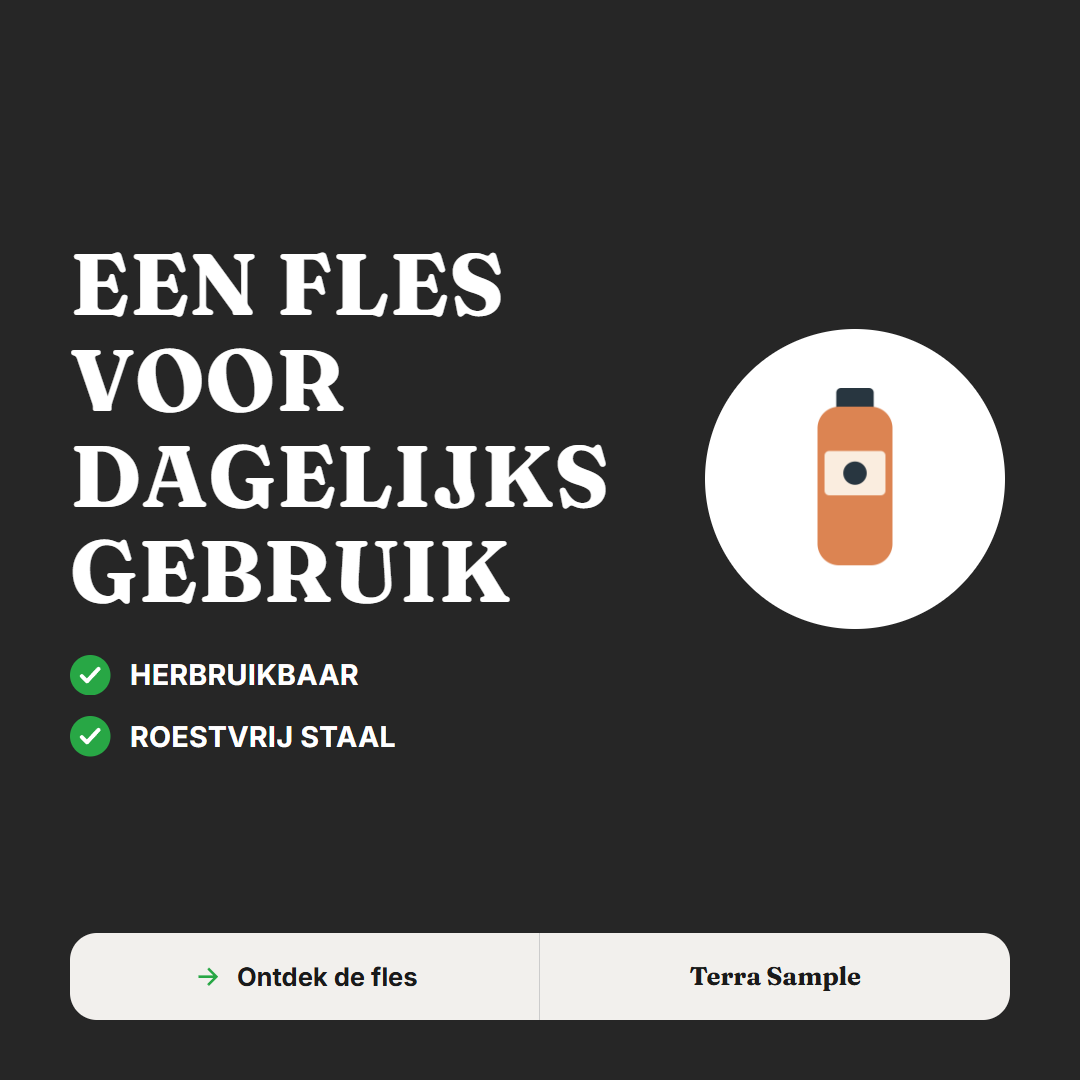 EEN FLES
VOOR
DAGELIJKS
GEBRUIK
HERBRUIKBAAR
ROESTVRIJ STAAL
Ontdek de fles
Terra Sample